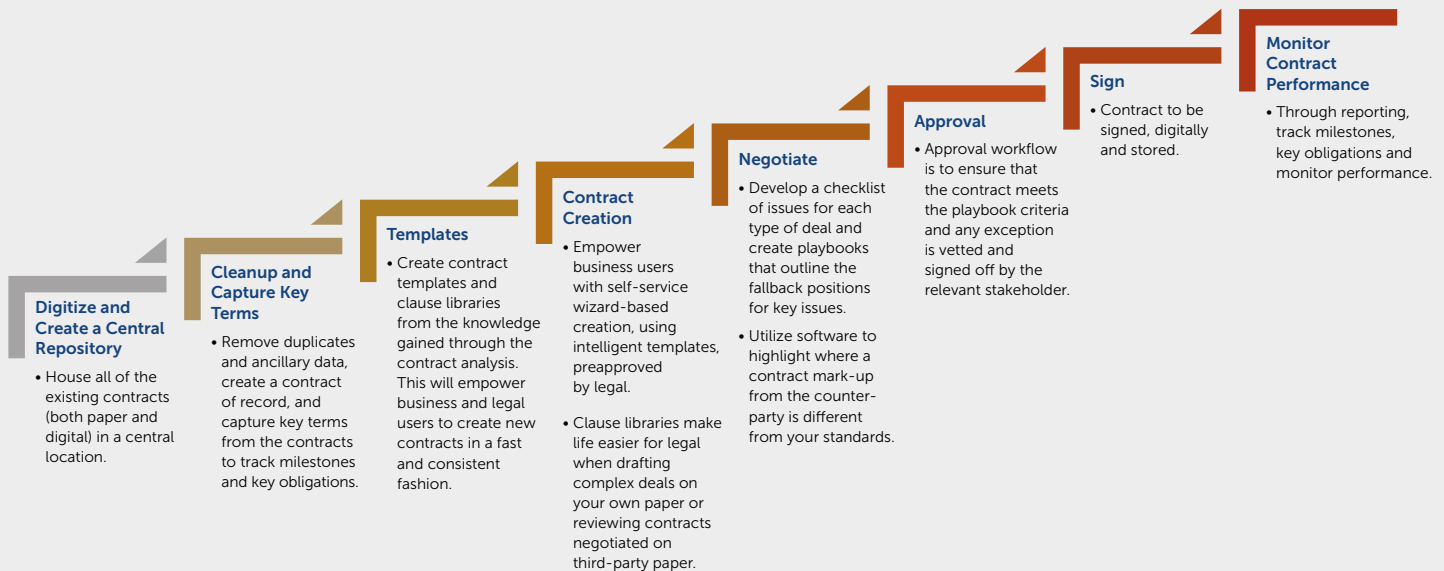 Digitize and
Create a Central
Repository
• House all of the
existing contracts
(both paper and
digital) in a central
location.
Cleanup and
Capture Key
Terms
• Remove duplicates
and ancillary data,
create a contract
of record, and
capture key terms
from the contracts
to track milestones
and key obligations.
Templates
• Create contract
templates and
clause libraries
from the knowledge
gained through the
contract analysis.
This will empower
business and legal
users to create new
contracts in a fast
and consistent
fashion.
Contract
Creation
• Empower
business users
with self-service
wizard-based
creation, using
intelligent templates,
preapproved
by legal.
• Clause libraries make
life easier for legal
when drafting
complex deals on
your own paper or
reviewing contracts
negotiated on
third-party paper.
Negotiate
• Develop a checklist
of issues for each
type of deal and
create playbooks
that outline the
fallback positions
for key issues.
• Utilize software to
highlight where a
contract mark-up
from the counter-
party is different
from your standards.
Approval
• Approval workflow
is to ensure that
the contract meets
the playbook criteria
and any exception
is vetted and
signed off by the
relevant stakeholder.
Sign
• Contract to be
signed, digitally
and stored.
Monitor
Contract
Performance
• Through reporting,
track milestones,
key obligations and
monitor performance.